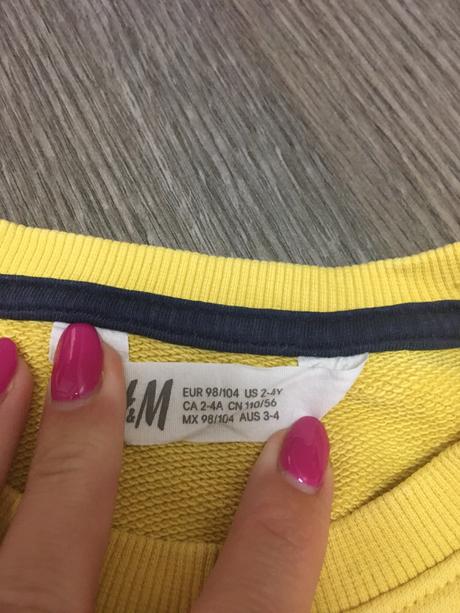 H&M
EUR 98/104 US 2-4Y
CA 2-4A CN 110/56
MX 98/104 AUS 3-4